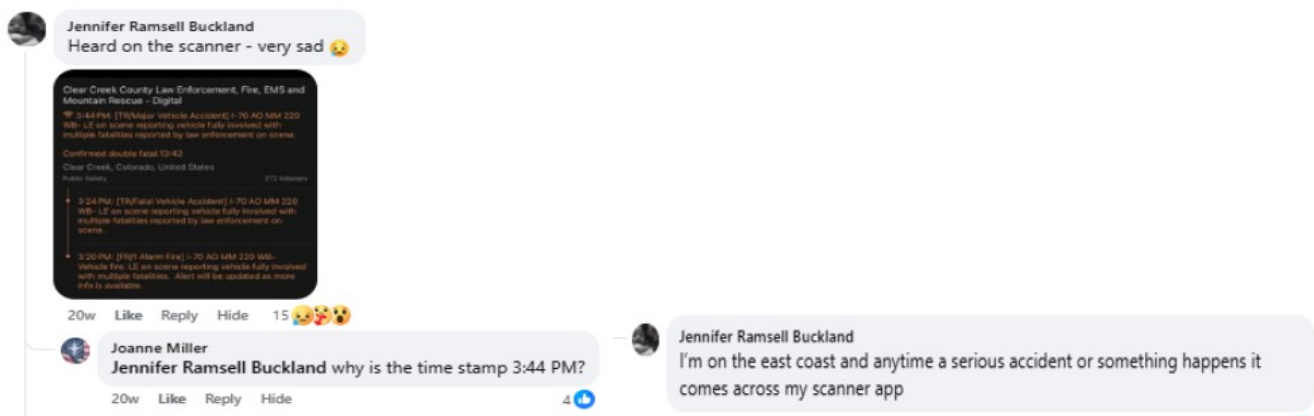 Jennifer Ramsell Buckland
Heard on the scanner - very sad 😥
Clear Creek County Law Enforcement, Fire, EMS and
Mountain Rescue - Digital
3:44 PM: [TR/Major Vehicle Accident] I-70 AO MM 220
WB- LE on scene reporting vehicle fully involved with
multiple fatalities reported by law enforcement on scene.
Confirmed double fatal 13:42
Clear Creek, Colorado, United States
Public Safety 273 listeners
3:24 PM: [TR/Fatal Vehicle Accident] I-70 AO MM 220
WB- LE on scene reporting vehicle fully involved with
multiple fatalities reported by law enforcement on
scene.
3:20 PM: [FR/1 Alarm Fire] I-70 AO MM 220 WB-
Vehicle fire. LE on scene reporting vehicle fully involved
with multiple fatalities. Alert will be updated as more
info is available.
20w Like Reply Hide 15
Joanne Miller
Jennifer Ramsell Buckland why is the time stamp 3:44 PM?
20w Like Reply Hide 4
Jennifer Ramsell Buckland
I'm on the east coast and anytime a serious accident or something happens it
comes across my scanner app